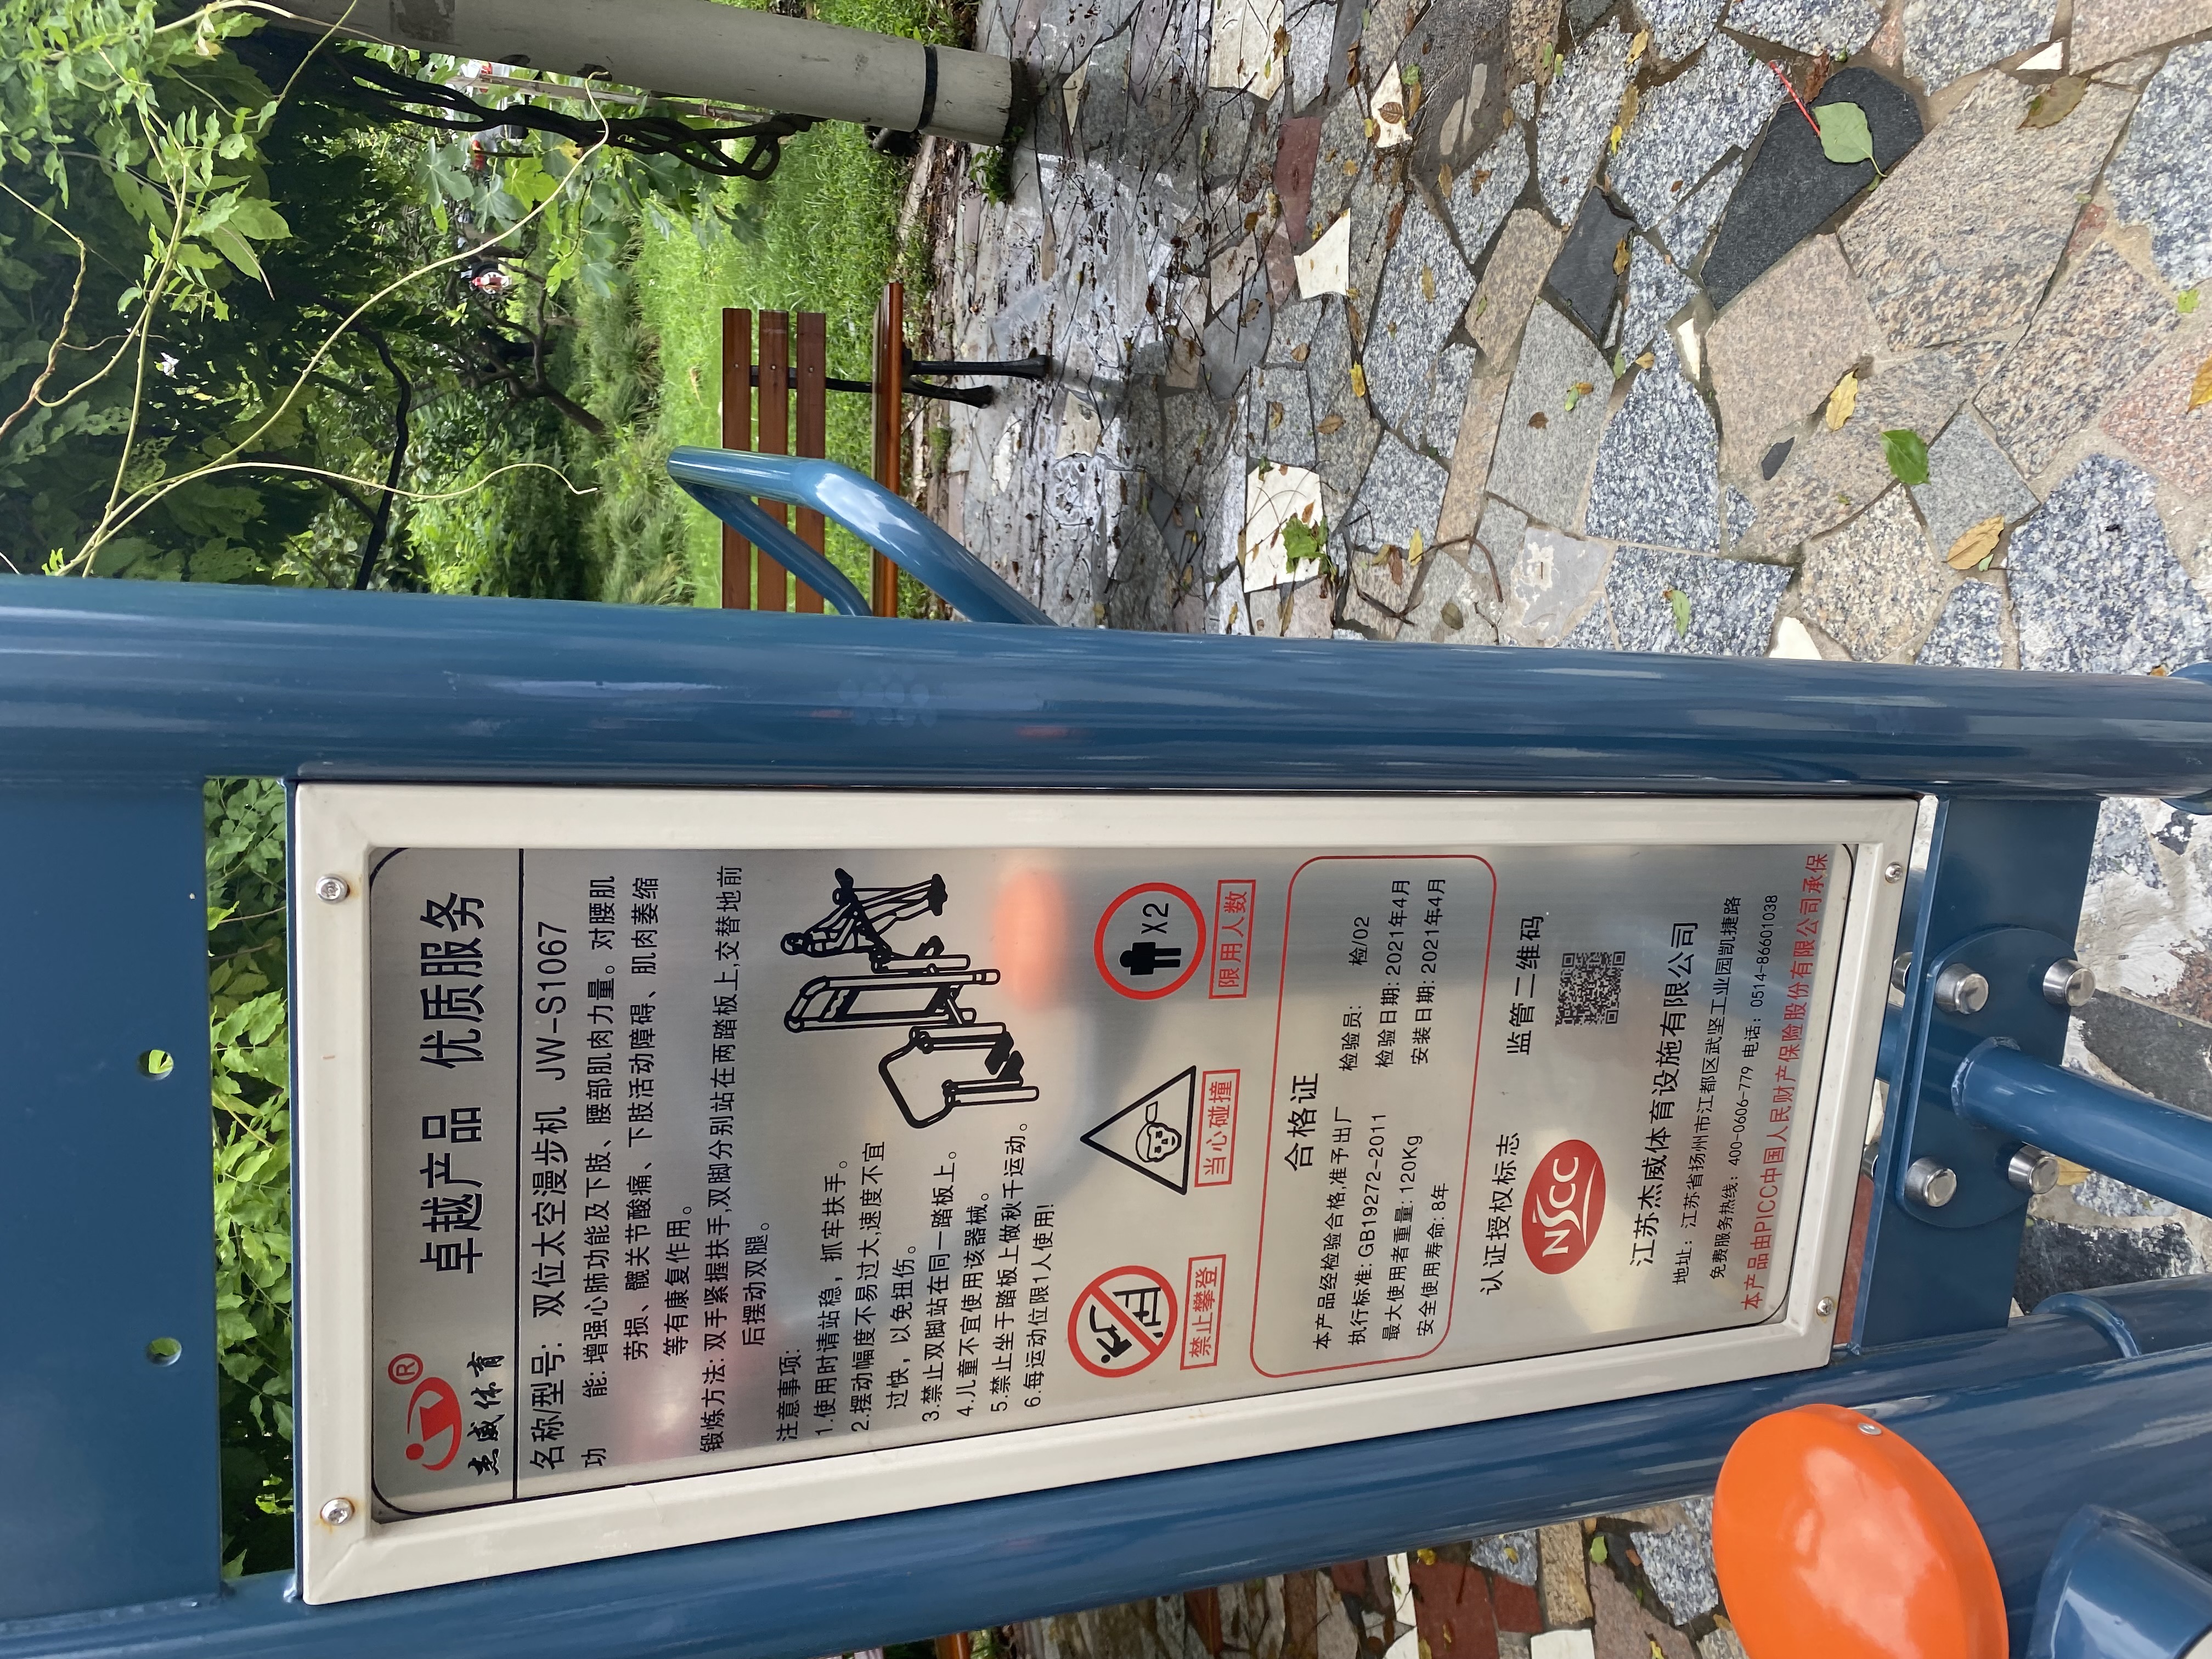 R
杰威体育
卓越产品 优质服务
名称/型号: 双位太空漫步机 JW-S1067
功 能: 增强心肺功能及下肢、腰部肌肉力量。对腰肌
劳损、髋关节酸痛、下肢活动障碍、肌肉萎缩
等有康复作用。
锻炼方法: 双手紧握扶手,双脚分别站在两踏板上,交替地前
后摆动双腿。
注意事项:
1.使用时请站稳，抓牢扶手。
2.摆动幅度不易过大,速度不宜
过快，以免扭伤。
3.禁止双脚站在同一踏板上。
4.儿童不宜使用该器械。
5.禁止坐于踏板上做秋千运动。
6.每运动位限1人使用!
禁止攀登
当心碰撞
X2
限用人数
合格证
本产品经检验合格,准予出厂
检验员: 检/02
执行标准: GB19272-2011
检验日期: 2021年4月
最大使用者重量: 120Kg
安装日期: 2021年4月
安全使用寿命: 8年
认证授权标志
监管二维码
NSCC
江苏杰威体育设施有限公司
地址：江苏省扬州市江都区武坚工业园凯捷路
免费服务热线：400-0606-779 电话：0514-86601038
本产品由PICC中国人民财产保险股份有限公司承保